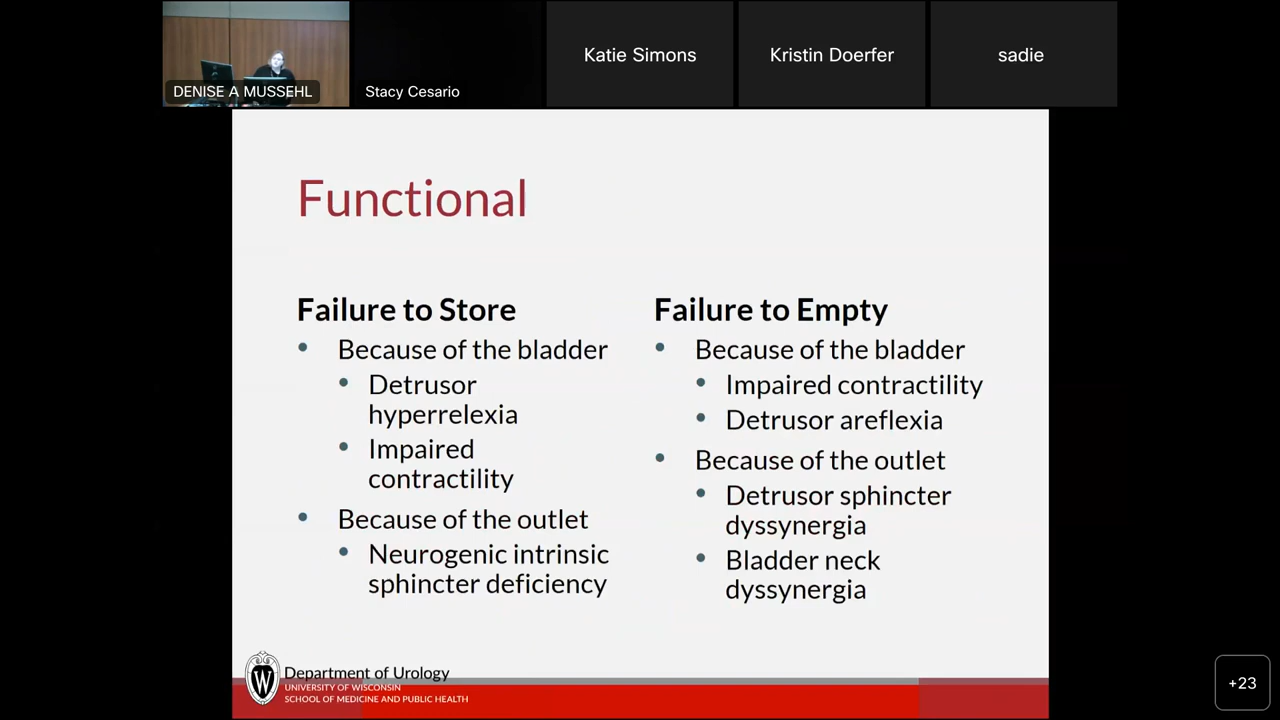 DENISE A MUSSEHL
Stacy Cesario
Katie Simons
Kristin Doerfer
sadie
Functional
Failure to Store
• Because of the bladder
• Detrusor
hyperrelexia
• Impaired
contractility
• Because of the outlet
• Neurogenic intrinsic
sphincter deficiency
Failure to Empty
• Because of the bladder
• Impaired contractility
• Detrusor areflexia
• Because of the outlet
• Detrusor sphincter
dyssynergia
• Bladder neck
dyssynergia
W
Department of Urology
UNIVERSITY OF WISCONSIN
SCHOOL OF MEDICINE AND PUBLIC HEALTH
+23